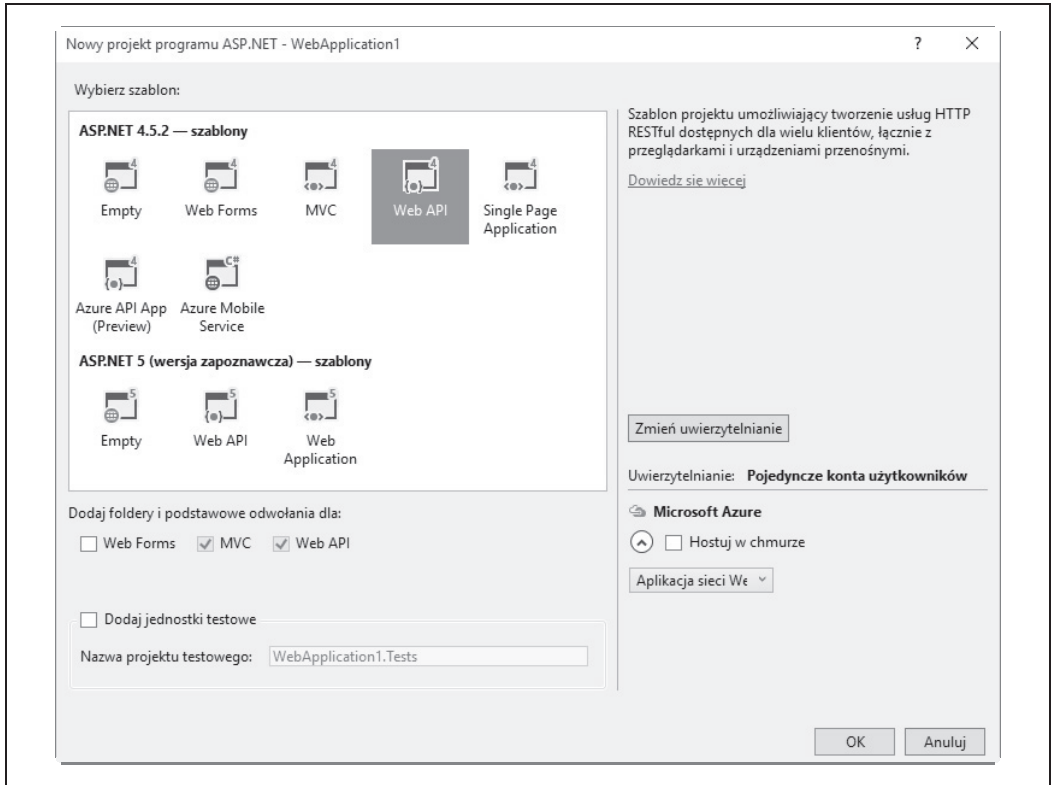 Nowy projekt programu ASP.NET - WebApplication1
Wybierz szablon:
ASP.NET 4.5.2 — szablony
Empty
Web Forms
MVC
Web API
Single Page
Application
Azure API App
(Preview)
Azure Mobile
Service
ASP.NET 5 (wersja zapoznawcza) — szablony
Empty
Web API
Web
Application
Szablon projektu umożliwiający tworzenie usług HTTP
RESTful dostępnych dla wielu klientów, łącznie z
przeglądarkami i urządzeniami przenośnymi.
Dowiedz sie wiecej
Zmień uwierzytelnianie
Uwierzytelnianie: Pojedyncze konta użytkowników
Dodaj foldery i podstawowe odwołania dla:
Web Forms MVC Web API
Dodaj jednostki testowe
Nazwa projektu testowego: WebApplication1.Tests
Microsoft Azure
Hostuj w chmurze
Aplikacja sieci We
OK Anuluj